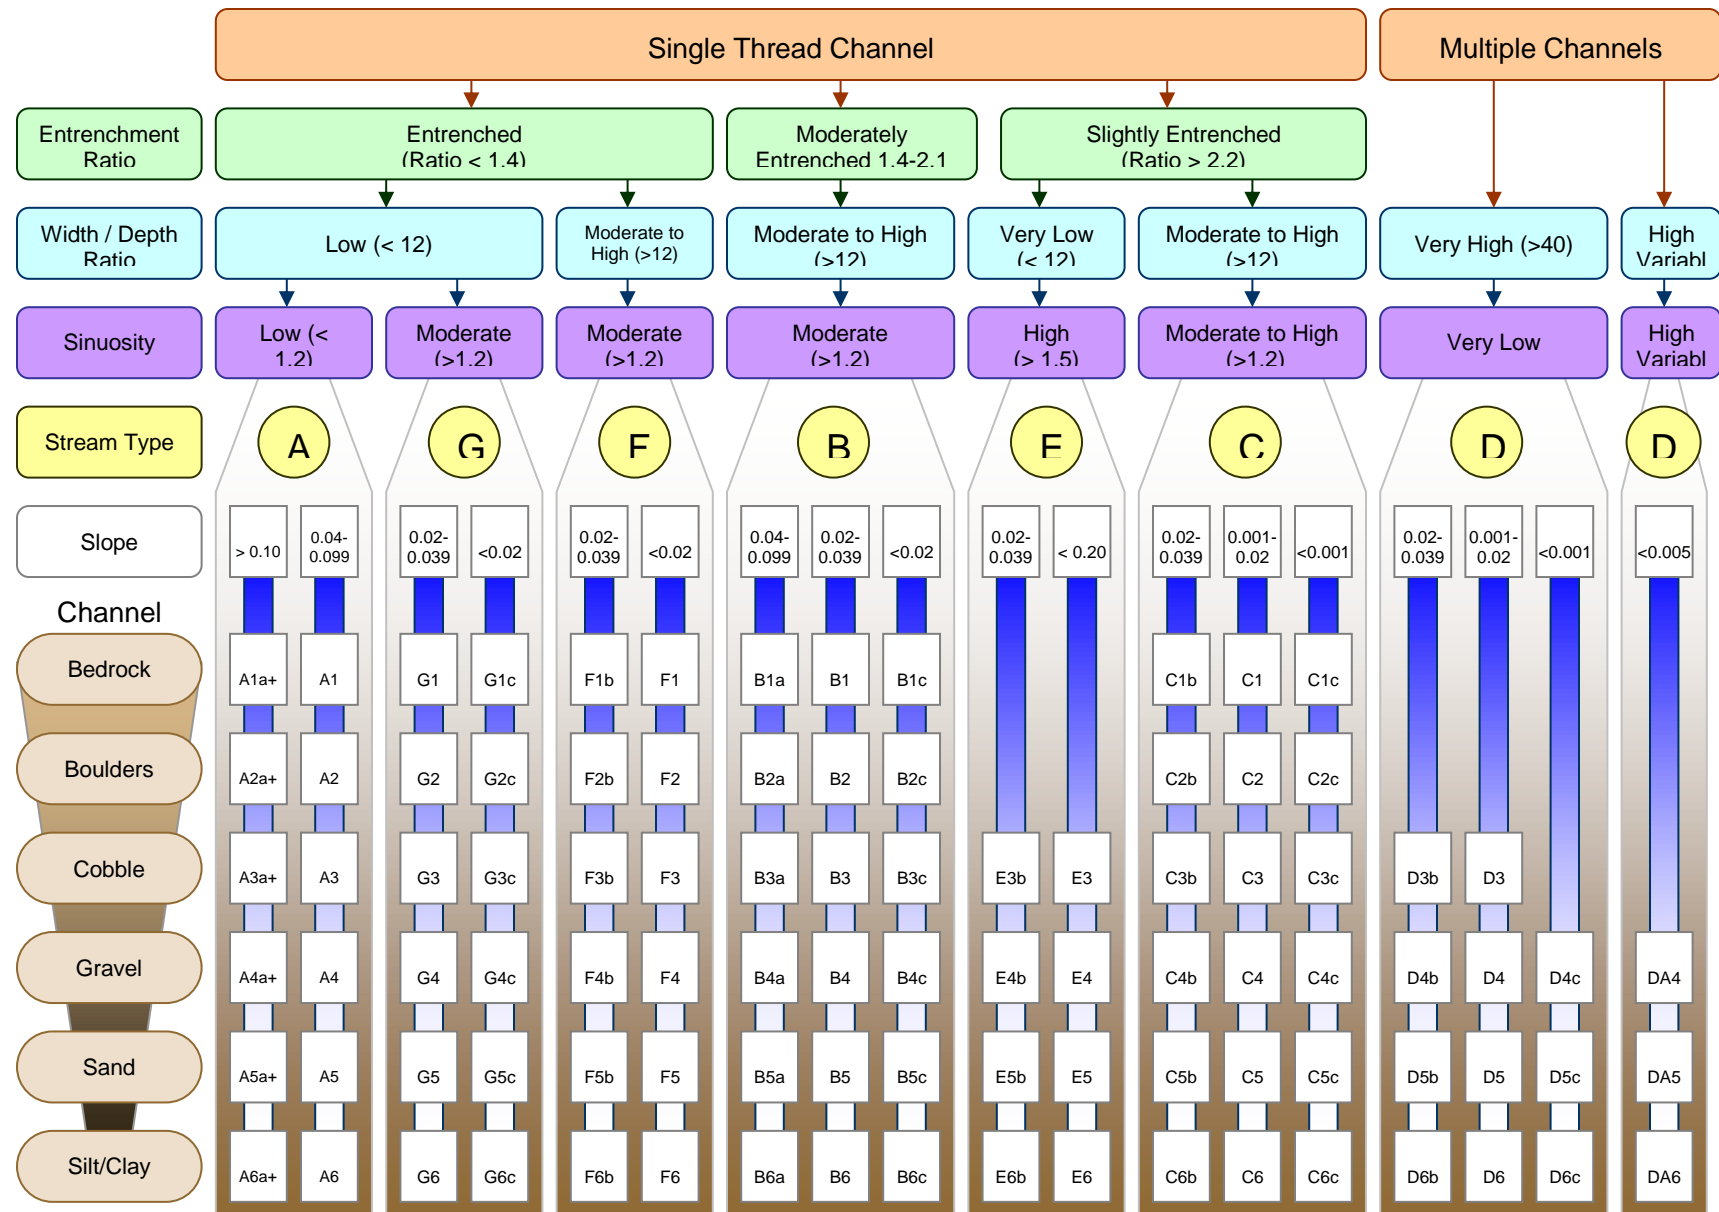 Single Thread Channel
Multiple Channels
Entrenchment
Ratio
Entrenched
(Ratio < 1.4)
Moderately
Entrenched 1.4-2.1
Slightly Entrenched
(Ratio > 2.2)
Width / Depth
Ratio
Low (< 12)
Moderate to
High (>12)
Moderate to High
(>12)
Very Low
(< 12)
Moderate to High
(>12)
Very High (>40)
High
Variabl
Sinuosity
Low (<
1.2)
Moderate
(>1.2)
Moderate
(>1.2)
Moderate
(>1.2)
High
(> 1.5)
Moderate to High
(>1.2)
Very Low
High
Variabl
Stream Type
A
G
F
B
E
C
D
D
Slope
> 0.10
0.04-
0.099
0.02-
0.039
<0.02
0.02-
0.039
<0.02
0.04-
0.099
0.02-
0.039
<0.02
0.02-
0.039
< 0.20
0.02-
0.039
0.001-
0.02
<0.001
0.02-
0.039
0.001-
0.02
<0.001
<0.005
Channel
Bedrock
A1a+
A1
G1
G1c
F1b
F1
B1a
B1
B1c
C1b
C1
C1c
Boulders
A2a+
A2
G2
G2c
F2b
F2
B2a
B2
B2c
C2b
C2
C2c
Cobble
A3a+
A3
G3
G3c
F3b
F3
B3a
B3
B3c
E3b
E3
C3b
C3
C3c
D3b
D3
Gravel
A4a+
A4
G4
G4c
F4b
F4
B4a
B4
B4c
E4b
E4
C4b
C4
C4c
D4b
D4
D4c
DA4
Sand
A5a+
A5
G5
G5c
F5b
F5
B5a
B5
B5c
E5b
E5
C5b
C5
C5c
D5b
D5
D5c
DA5
Silt/Clay
A6a+
A6
G6
G6c
F6b
F6
B6a
B6
B6c
E6b
E6
C6b
C6
C6c
D6b
D6
D6c
DA6